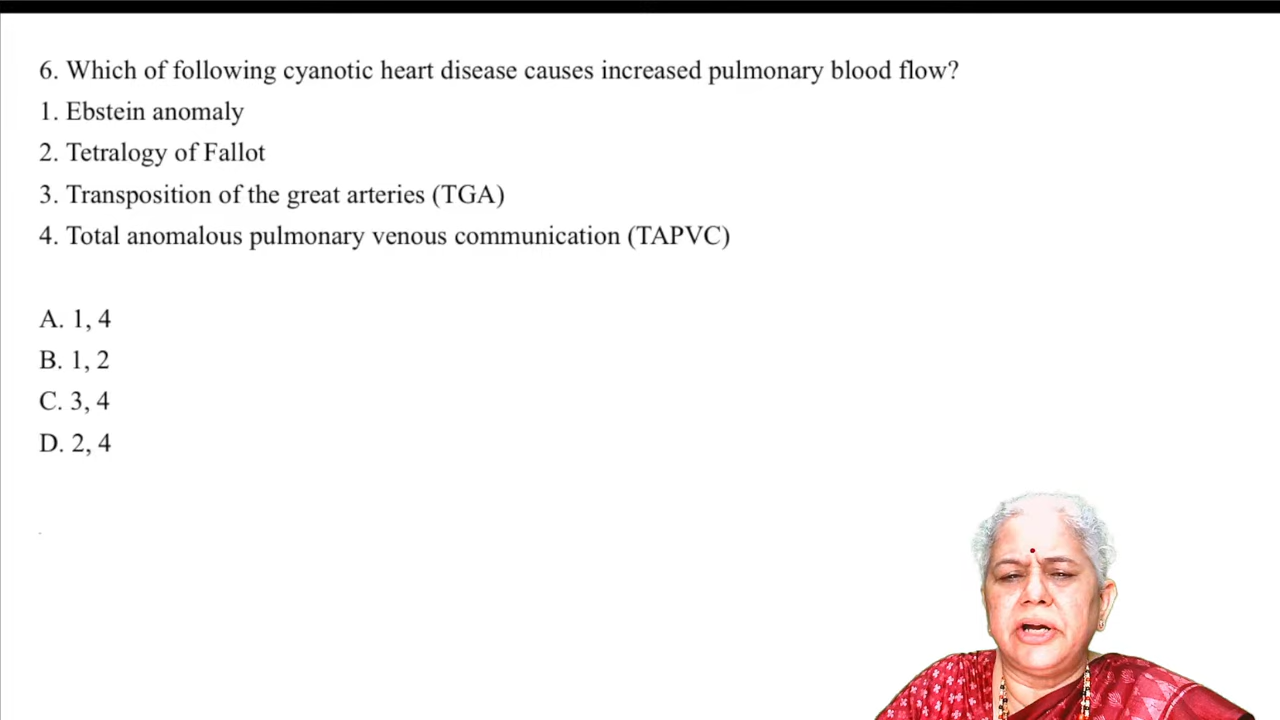 6. Which of following cyanotic heart disease causes increased pulmonary blood flow?
1. Ebstein anomaly
2. Tetralogy of Fallot
3. Transposition of the great arteries (TGA)
4. Total anomalous pulmonary venous communication (TAPVC)
A. 1, 4
B. 1, 2
C. 3, 4
D. 2, 4